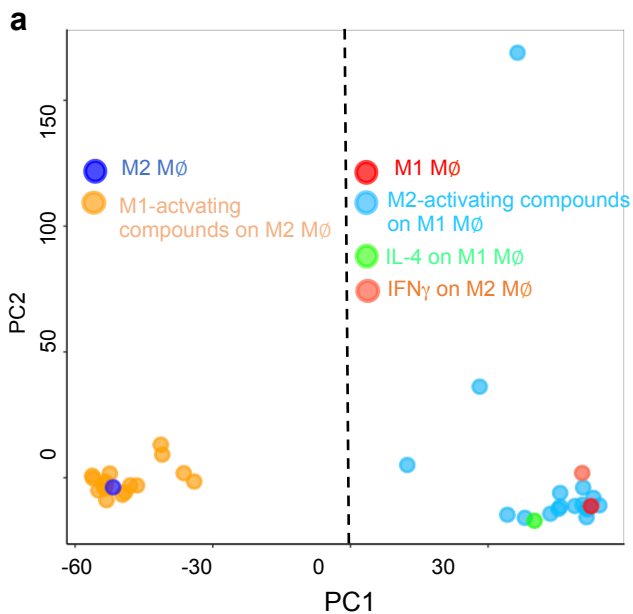 a
150
100
50
0
PC2
M2 MØ
M1-actvating
compounds on M2 MØ
M1 MØ
M2-activating compounds
on M1 MØ
IL-4 on M1 MØ
IFNγ on M2 MØ
-60
-30
0
30
PC1